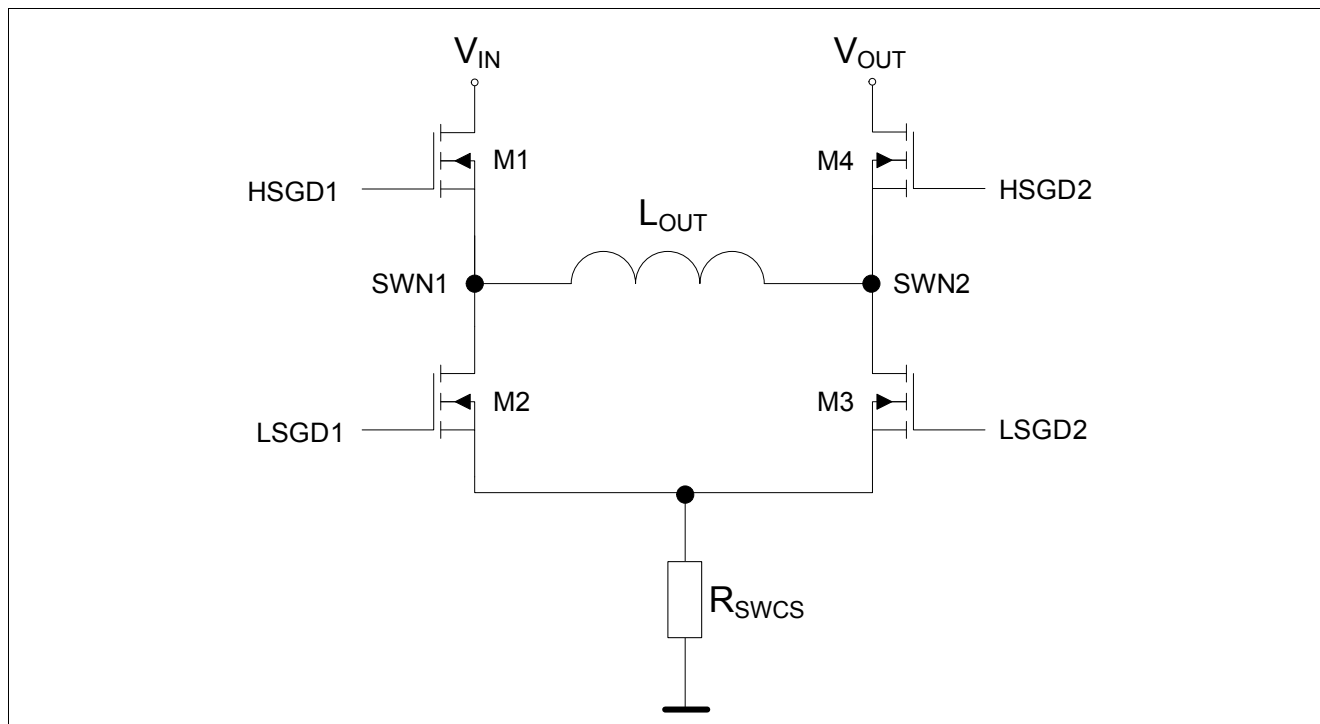 VIN
VOUT
M1
M4
HSGD1
HSGD2
LOUT
SWN1
SWN2
M2
M3
LSGD1
LSGD2
RSWCS